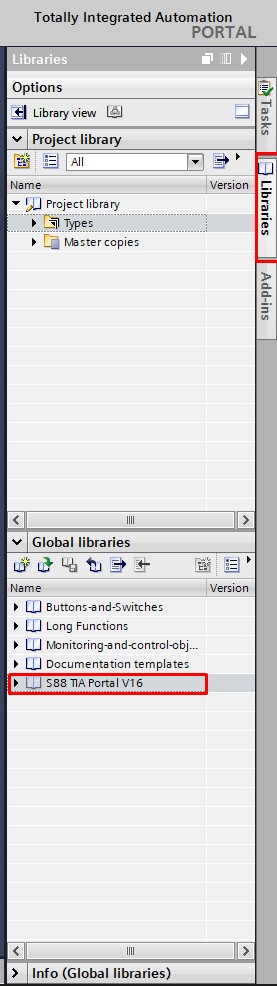 Totally Integrated Automation
PORTAL
Libraries
Options
Library view
Project library
All
Name Version
Project library
Types
Master copies
Global libraries
Name Version
Buttons-and-Switches
Long Functions
Monitoring-and-control-obj...
Documentation templates
S88 TIA Portal V16
Info (Global libraries)
Tasks
Libraries
Add-ins